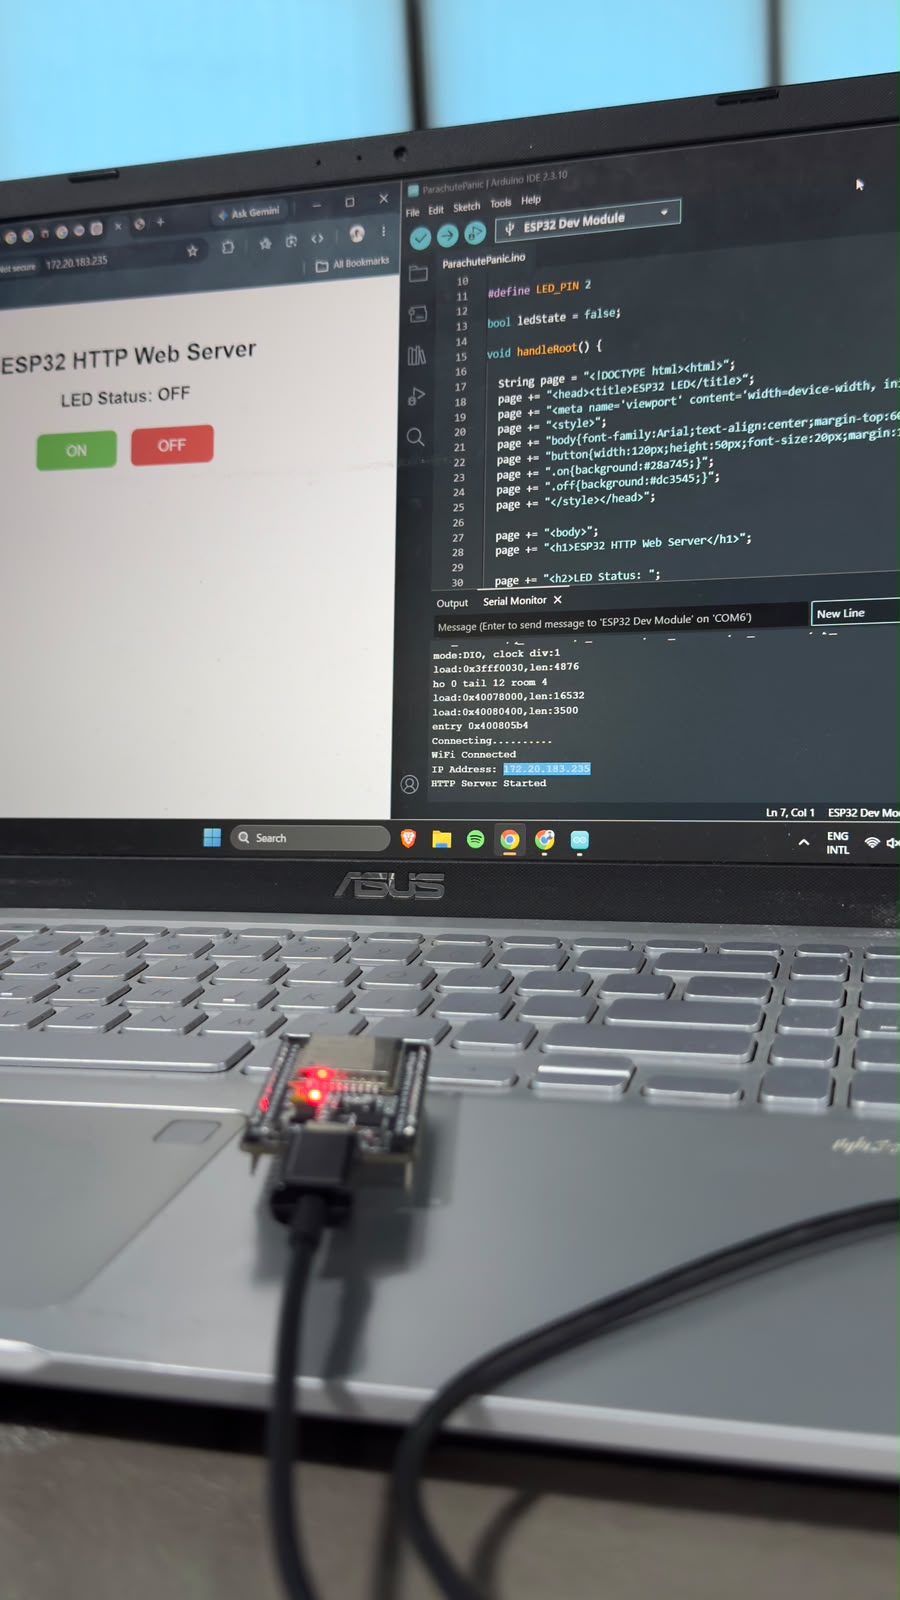 Ask Gemini
Not secure 172.20.183.235
All Bookmarks
ESP32 HTTP Web Server
LED Status: OFF
ON
OFF
ParachutePanic | Arduino IDE 2.3.10
File Edit Sketch Tools Help
ESP32 Dev Module
ParachutePanic.ino
10
11 #define LED_PIN 2
12
13 bool ledState = false;
14
15 void handleRoot() {
16
17 String page = "<!DOCTYPE html><html>";
18 page += "<head><title>ESP32 LED</title>";
19 page += "<meta name='viewport' content='width=device-width, ini
20 page += "<style>";
21 page += "body{font-family:Arial;text-align:center;margin-top:60
22 page += "button{width:120px;height:50px;font-size:20px;margin:1
23 page += ".on{background:#28a745;}";
24 page += ".off{background:#dc3545;}";
25 page += "</style></head>";
26
27 page += "<body>";
28 page += "<h1>ESP32 HTTP Web Server</h1>";
29
30 page += "<h2>LED Status: ";
Output Serial Monitor
Message (Enter to send message to 'ESP32 Dev Module' on 'COM6')
New Line
mode:DIO, clock div:1
load:0x3fff0030,len:4876
ho 0 tail 12 room 4
load:0x40078000,len:16532
load:0x40080400,len:3500
entry 0x400805b4
Connecting..........
WiFi Connected
IP Address: 172.20.183.235
HTTP Server Started
Ln 7, Col 1 ESP32 Dev Mo
Search
ENG
INTL
ASUS